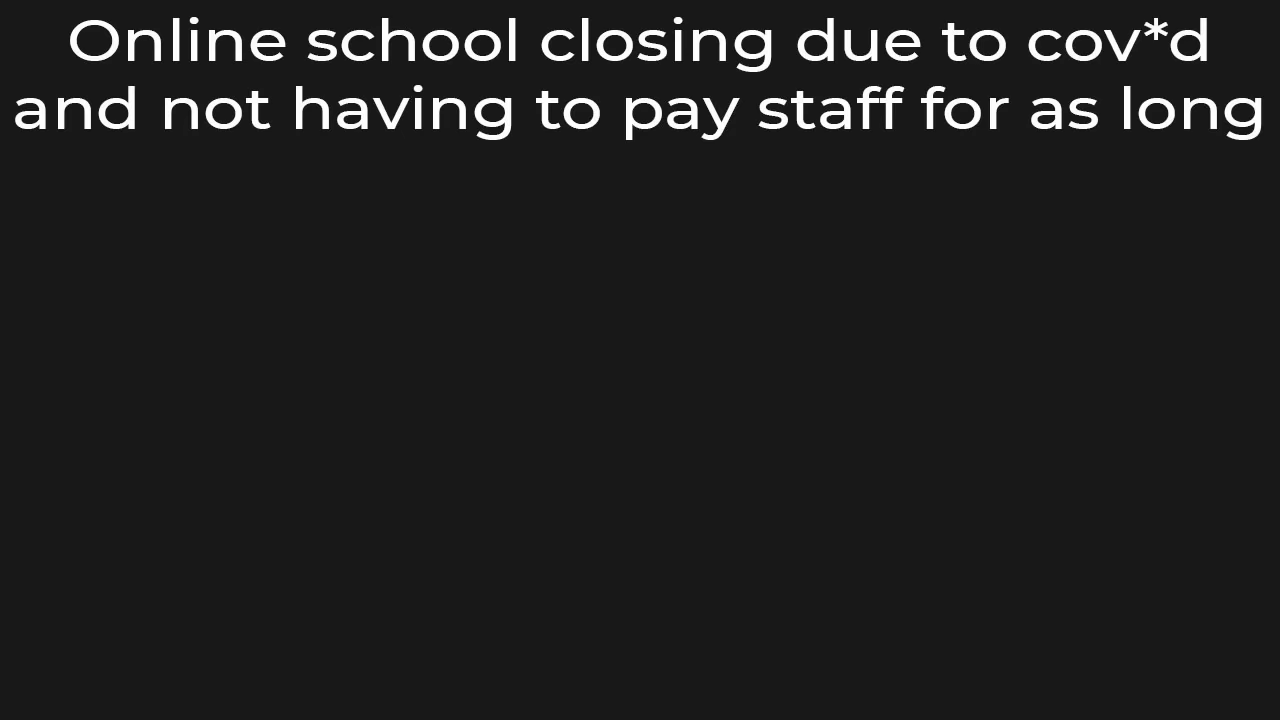 Online school closing due to cov*d
and not having to pay staff for as long